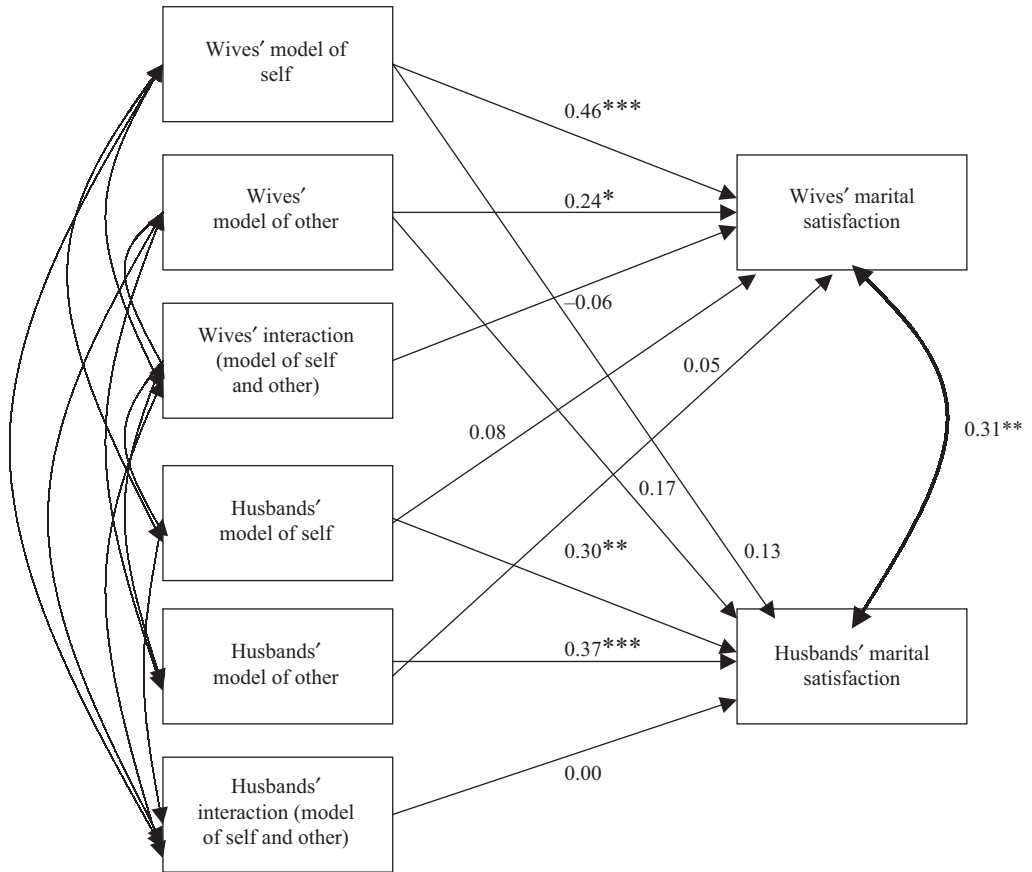 Wives′ model of
self
Wives′
model of other
Wives′ interaction
(model of self
and other)
Husbands′
model of self
Husbands′
model of other
Husbands′
interaction (model
of self and other)
0.46***
0.24*
–0.06
0.05
0.08
0.17
0.30**
0.13
0.37***
0.00
Wives′ marital
satisfaction
0.31**
Husbands′ marital
satisfaction